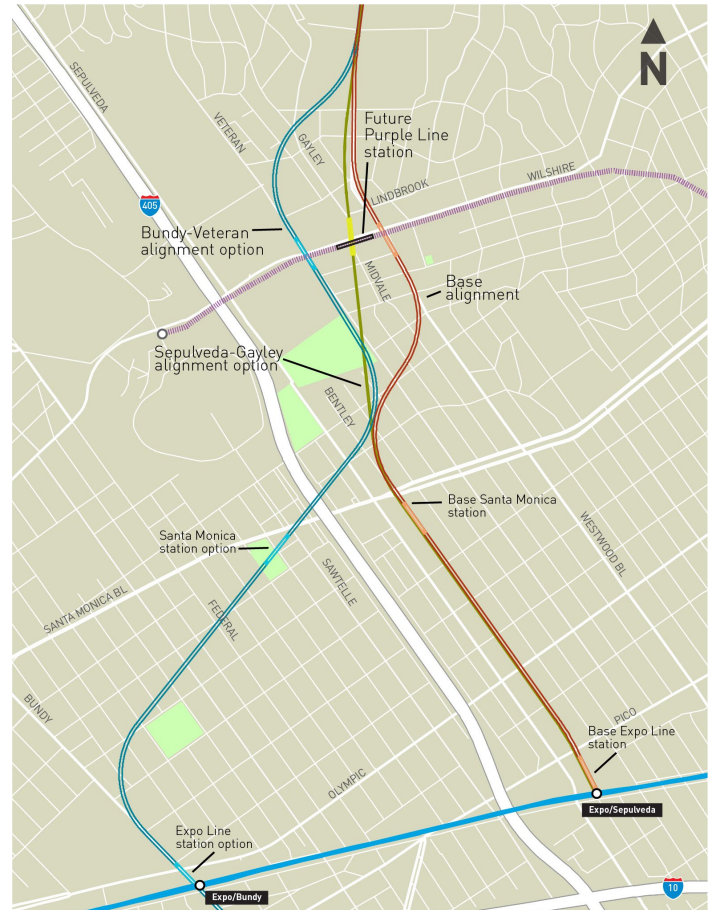 N
SEPULVEDA
VETERAN
GAYLEY
Future
Purple Line
station
LINDBROOK
WILSHIRE
405
Bundy-Veteran
alignment option
MIDVALE
Base
alignment
Sepulveda-Gayley
alignment option
BENTLEY
Base Santa Monica
station
Santa Monica
station option
WESTWOOD BL
SAWTELLE
SANTA MONICA BL
FEDERAL
BUNDY
PICO
Base Expo Line
station
OLYMPIC
Expo/Sepulveda
Expo Line
station option
Expo/Bundy
10